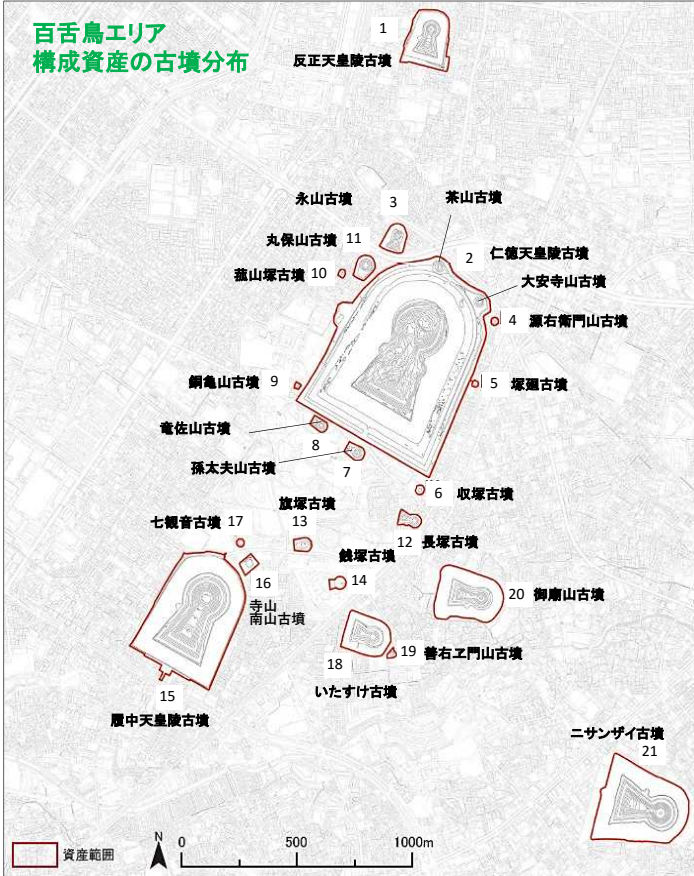 百舌鳥エリア
構成資産の古墳分布
1
反正天皇陵古墳
永山古墳
3
茶山古墳
丸保山古墳
11
2
仁徳天皇陵古墳
菰山塚古墳
10
大安寺山古墳
4
源右衛門山古墳
銅亀山古墳
9
5
塚廻古墳
竜佐山古墳
8
孫太夫山古墳
7
6
収塚古墳
旗塚古墳
七観音古墳
17
13
12
長塚古墳
銭塚古墳
14
16
寺山
南山古墳
20
御廟山古墳
18
19
善右ヱ門山古墳
15
いたすけ古墳
履中天皇陵古墳
ニサンザイ古墳
21
資産範囲
N
0
500
1000m